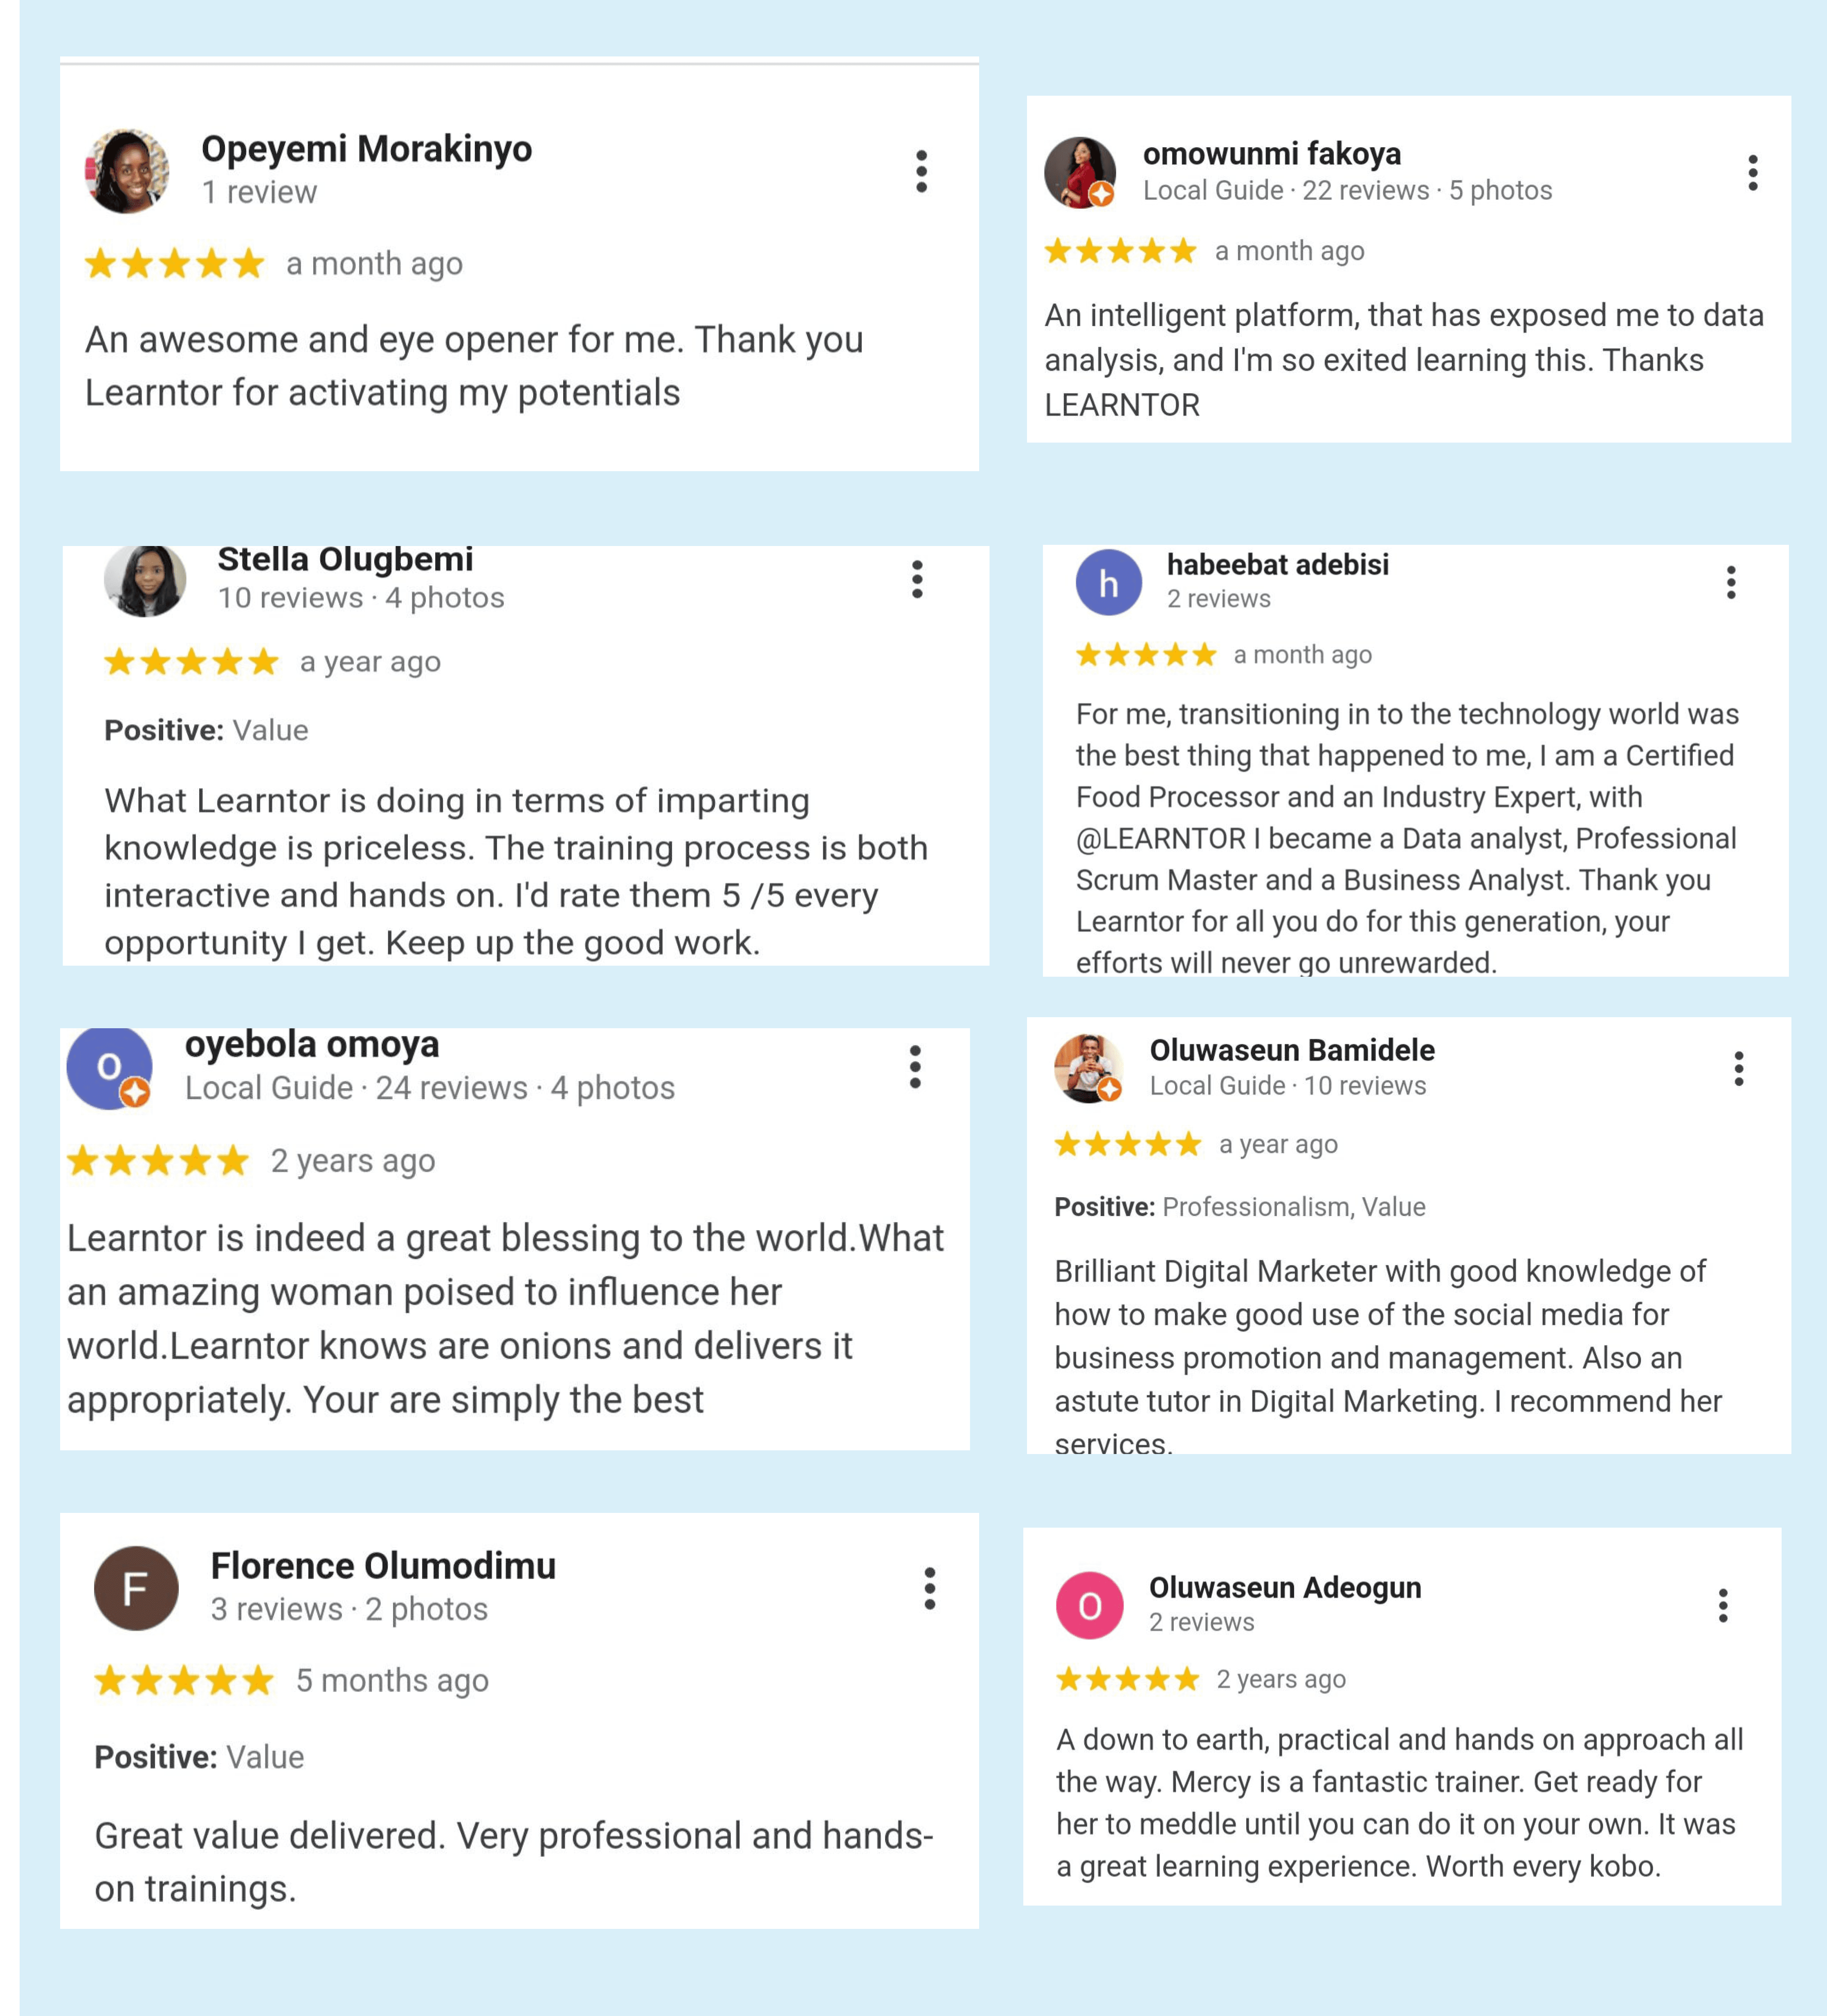 Opeyemi Morakinyo
1 review
a month ago
An awesome and eye opener for me. Thank you
Learntor for activating my potentials
omowunmi fakoya
Local Guide · 22 reviews · 5 photos
a month ago
An intelligent platform, that has exposed me to data
analysis, and I'm so exited learning this. Thanks
LEARNTOR
Stella Olugbemi
10 reviews · 4 photos
a year ago
Positive: Value
What Learntor is doing in terms of imparting
knowledge is priceless. The training process is both
interactive and hands on. I'd rate them 5 /5 every
opportunity I get. Keep up the good work.
h
habeebat adebisi
2 reviews
a month ago
For me, transitioning in to the technology world was
the best thing that happened to me, I am a Certified
Food Processor and an Industry Expert, with
@LEARNTOR I became a Data analyst, Professional
Scrum Master and a Business Analyst. Thank you
Learntor for all you do for this generation, your
efforts will never go unrewarded.
o
oyebola omoya
Local Guide · 24 reviews · 4 photos
2 years ago
Learntor is indeed a great blessing to the world.What
an amazing woman poised to influence her
world.Learntor knows are onions and delivers it
appropriately. Your are simply the best
Oluwaseun Bamidele
Local Guide · 10 reviews
a year ago
Positive: Professionalism, Value
Brilliant Digital Marketer with good knowledge of
how to make good use of the social media for
business promotion and management. Also an
astute tutor in Digital Marketing. I recommend her
services.
F
Florence Olumodimu
3 reviews · 2 photos
5 months ago
Positive: Value
Great value delivered. Very professional and hands-
on trainings.
O
Oluwaseun Adeogun
2 reviews
2 years ago
A down to earth, practical and hands on approach all
the way. Mercy is a fantastic trainer. Get ready for
her to meddle until you can do it on your own. It was
a great learning experience. Worth every kobo.